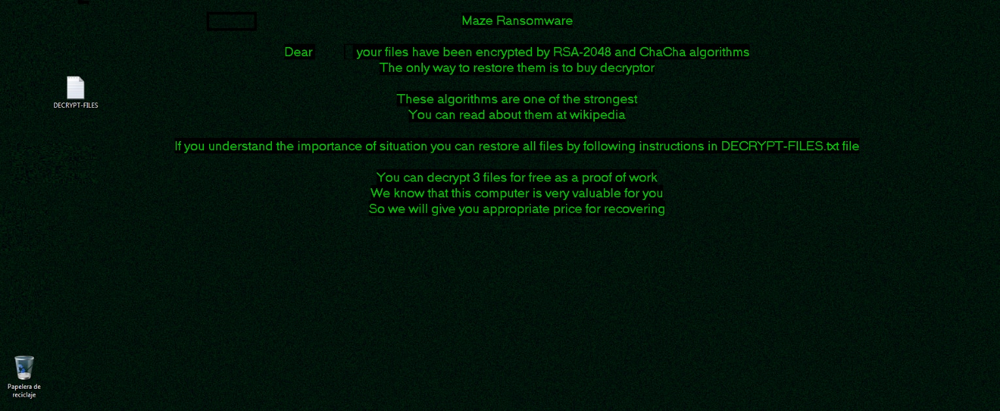 Maze Ransomware
Dear your files have been encrypted by RSA-2048 and ChaCha algorithms
The only way to restore them is to buy decryptor
These algorithms are one of the strongest
You can read about them at wikipedia
If you understand the importance of situation you can restore all files by following instructions in DECRYPT-FILES.txt file
You can decrypt 3 files for free as a proof of work
We know that this computer is very valuable for you
So we will give you appropriate price for recovering
DECRYPT-FILES
Papelera de
reciclaje